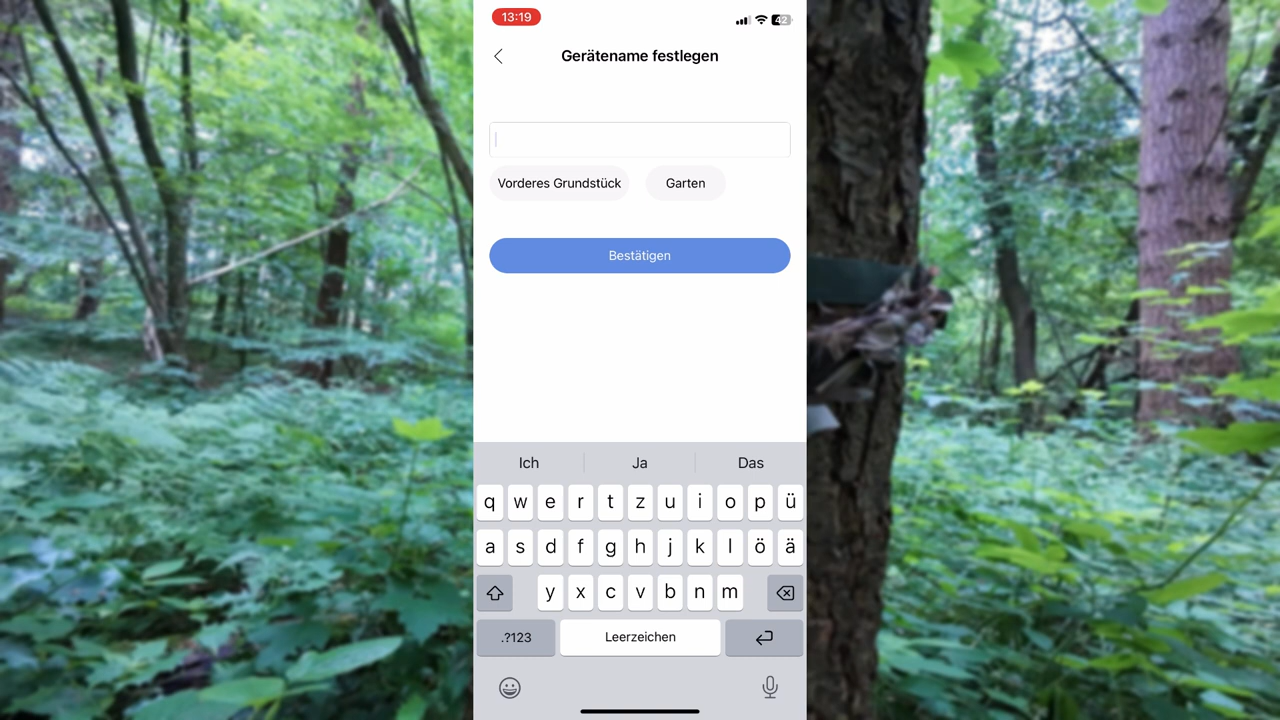 13:19
42
Gerätename festlegen
Vorderes Grundstück Garten
Bestätigen
Ich Ja Das
q w e r t z u i o p ü
a s d f g h j k l ö ä
y x c v b n m
.?123 Leerzeichen